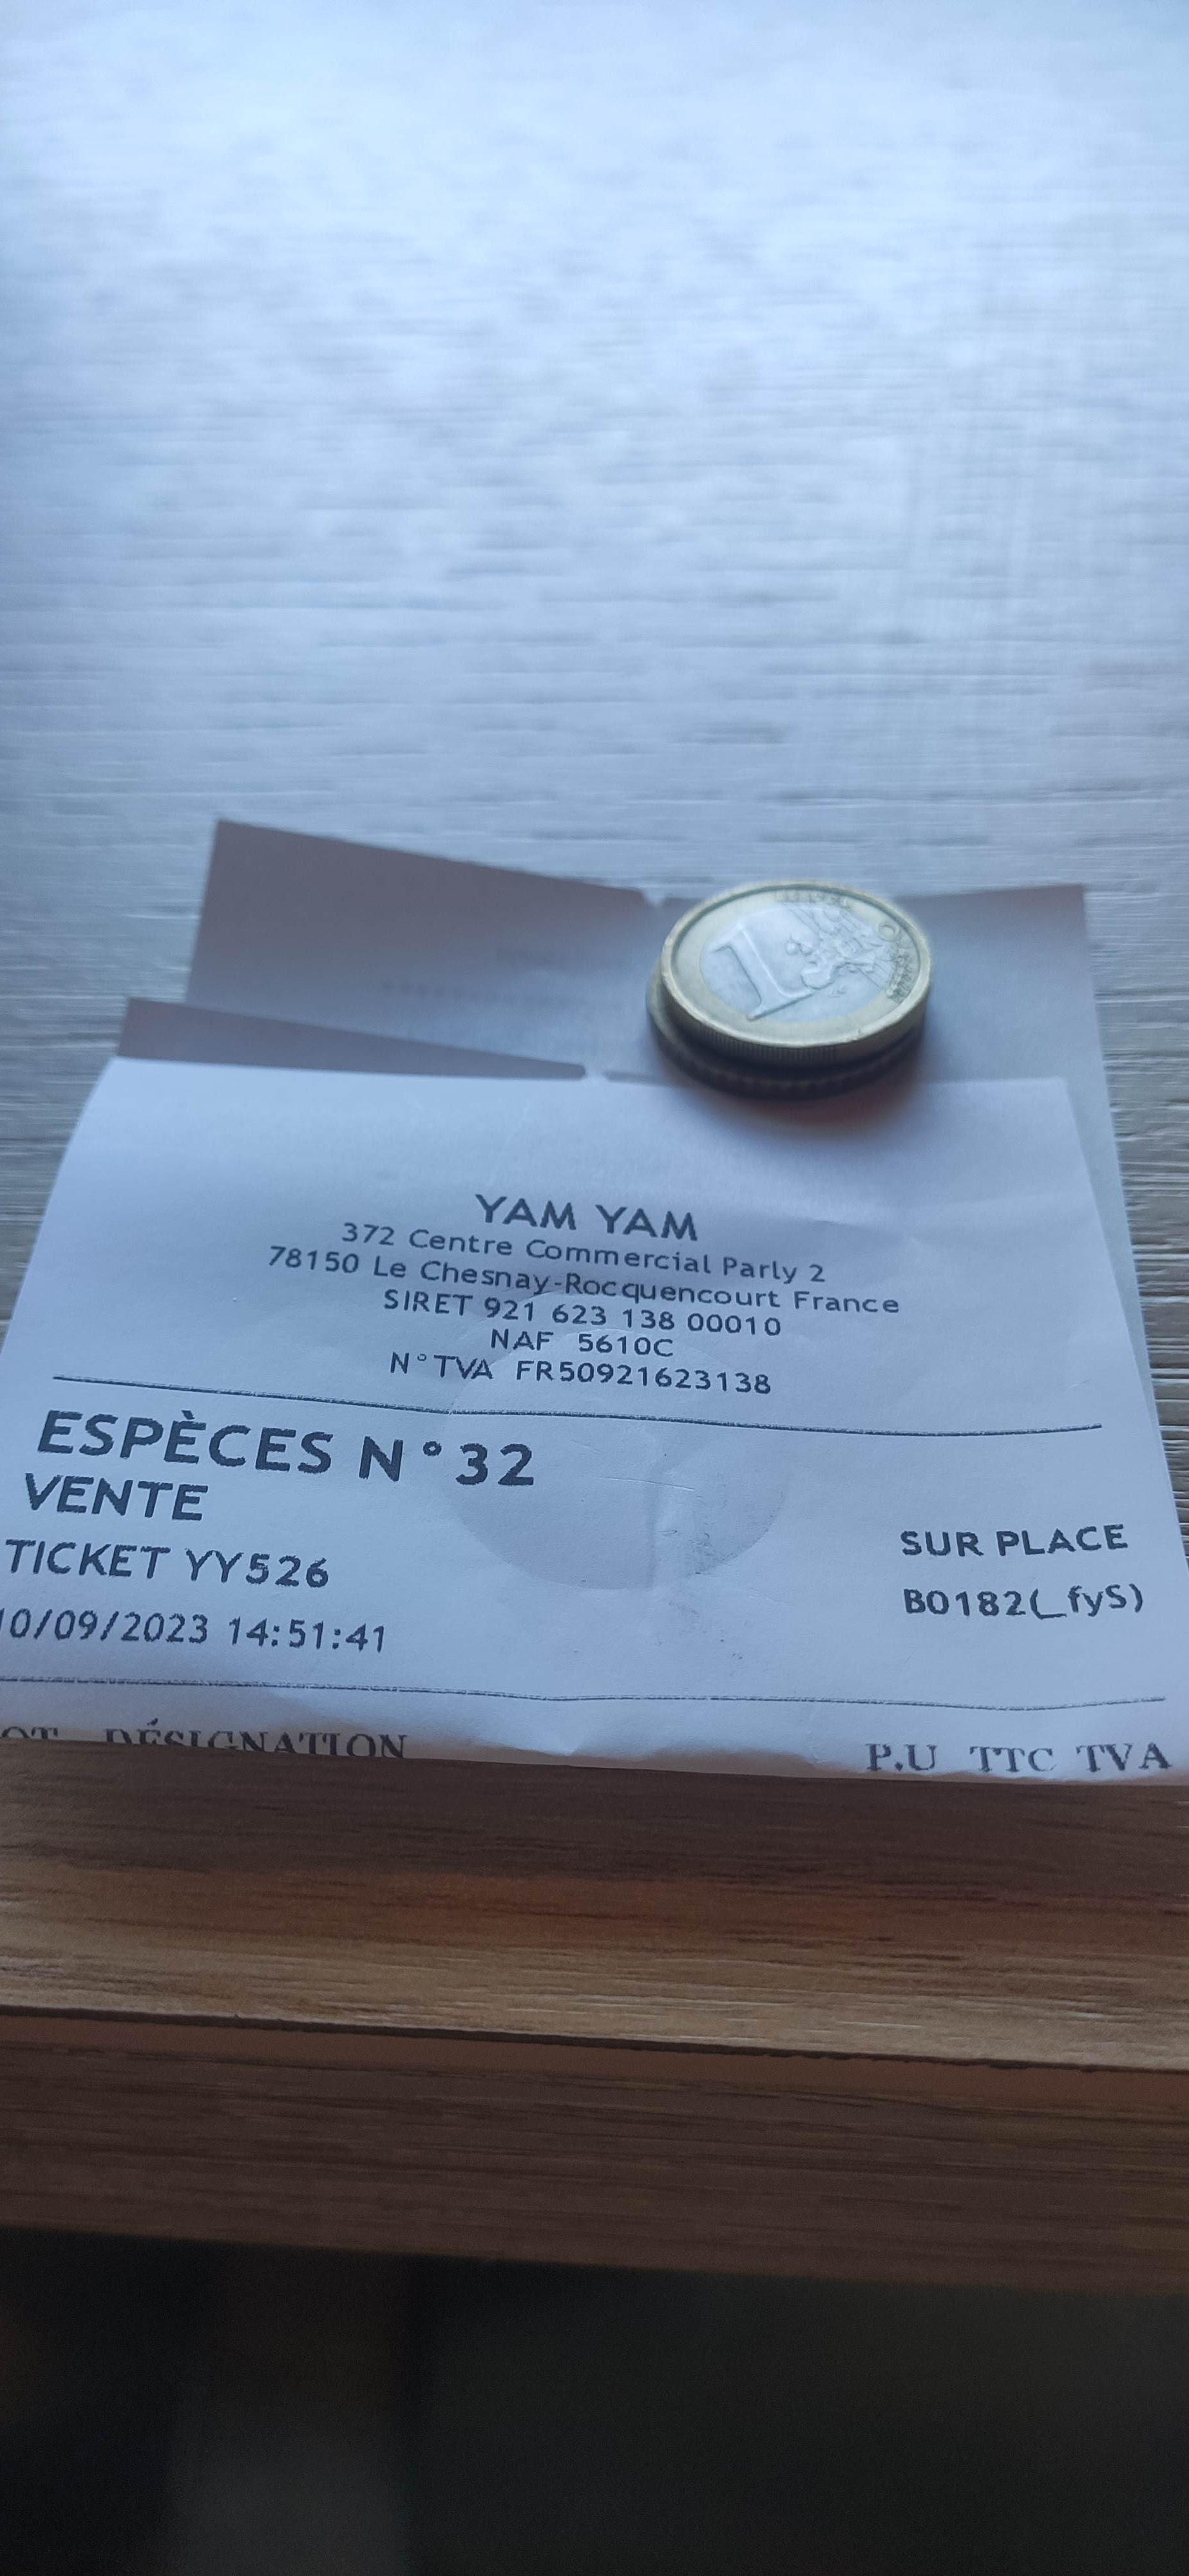 1
YAM YAM
372 Centre Commercial Parly 2
78150 Le Chesnay-Rocquencourt France
SIRET 921 623 138 00010
NAF 5610C
N°TVA FR50921623138
ESPÈCES N°32
VENTE
TICKET YY526 SUR PLACE
10/09/2023 14:51:41 B0182(_fyS)
DÉSIGNATION P.U TTC TVA